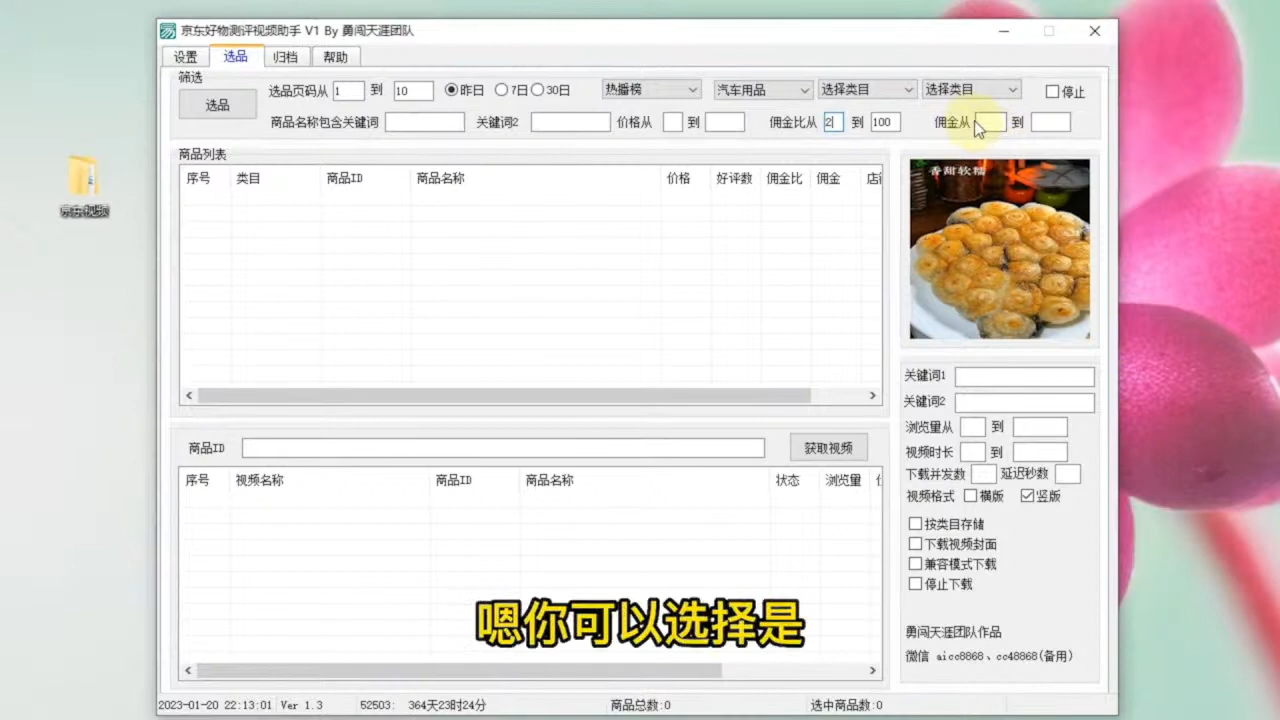 京东好物测评视频助手 V1 By 勇闯天涯团队
设置 选品 归档 帮助
筛选
选品 选品页码从 1 到 10 昨日 7日 30日 热播榜 汽车用品 选择类目 选择类目 停止
商品名称包含关键词 关键词2 价格从 到 佣金比从 2 到 100 佣金从 到
京东视频
商品列表
序号 类目 商品ID 商品名称 价格 好评数 佣金比 佣金
香甜软糯
关键词1
关键词2
浏览量从 到
视频时长 到
下载并发数 延迟秒数
视频格式 横版 竖版
商品ID 获取视频
序号 视频名称 商品ID 商品名称 状态 浏览量
按类目存储
下载视频封面
兼容模式下载
停止下载
嗯你可以选择是
勇闯天涯团队作品
微信 aicc8868、cc48868(备用)
2023-01-20 22:13:01 Ver 1.3 52503: 364天23时24分 商品总数:0 选中商品数:0